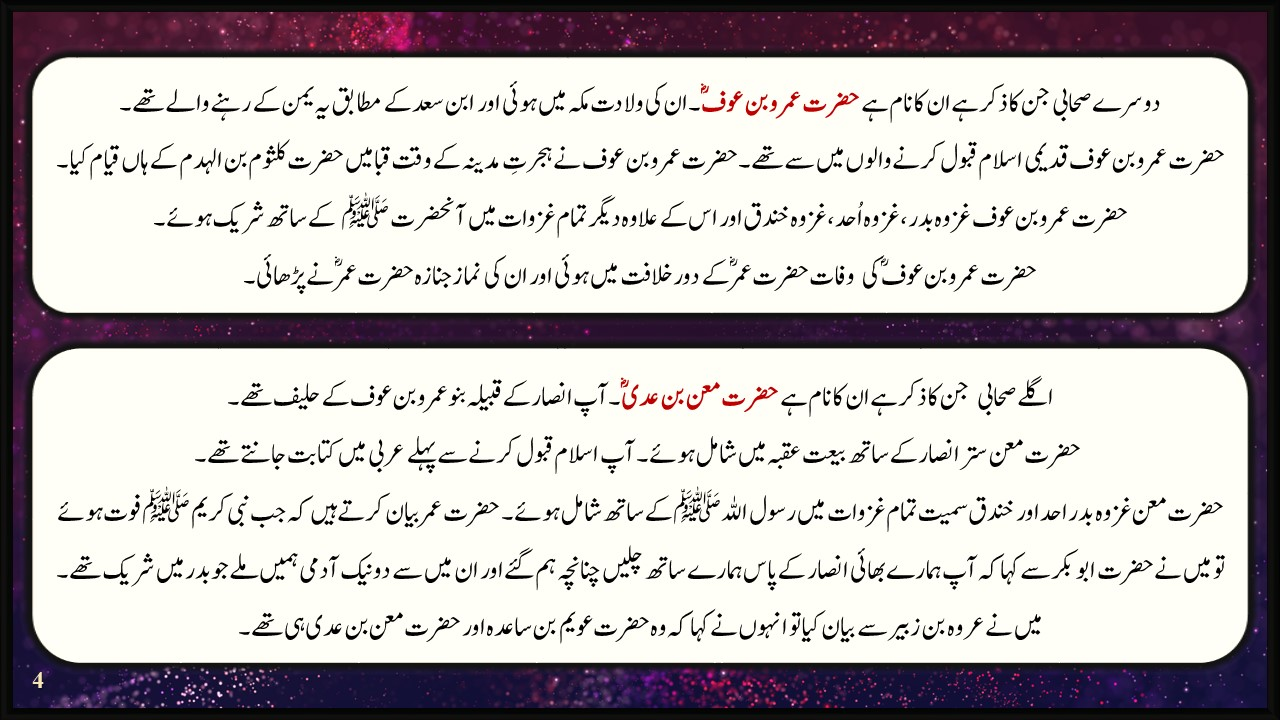 دوسرے صحابی جن کا ذکر ہے ان کا نام ہے حضرت عمرو بن عوفؓ۔ ان کی ولادت مکہ میں ہوئی اور ابن سعد کے مطابق یہ یمن کے رہنے والے تھے۔
حضرت عمرو بن عوف قدیمی اسلام قبول کرنے والوں میں سے تھے۔ حضرت عمرو بن عوف نے ہجرتِ مدینہ کے وقت قبا میں حضرت کلثوم بن الہدم کے ہاں قیام کیا۔
حضرت عمرو بن عوف غزوہ بدر، غزوہ اُحد، غزوہ خندق اور اس کے علاوہ دیگر تمام غزوات میں آنحضرت ﷺ کے ساتھ شریک ہوئے۔
حضرت عمرو بن عوفؓ کی وفات حضرت عمرؓ کے دور خلافت میں ہوئی اور ان کی نماز جنازہ حضرت عمرؓ نے پڑھائی۔
اگلے صحابی جن کا ذکر ہے ان کا نام ہے حضرت معن بن عدیؓ۔ آپ انصار کے قبیلہ بنو عمرو بن عوف کے حلیف تھے۔
حضرت معن ستر انصار کے ساتھ بیعت عقبہ میں شامل ہوئے۔ آپ اسلام قبول کرنے سے پہلے عربی میں کتابت جانتے تھے۔
حضرت معن غزوہ بدر احد اور خندق سمیت تمام غزوات میں رسول اللہ ﷺ کے ساتھ شامل ہوئے۔ حضرت عمر بیان کرتے ہیں کہ جب نبی کریم ﷺ فوت ہوئے
تو میں نے حضرت ابو بکر سے کہا کہ آپ ہمارے بھائی انصار کے پاس ہمارے ساتھ چلیں چنانچہ ہم گئے اور ان میں سے دو نیک آدمی ہمیں ملے جو بدر میں شریک تھے۔
میں نے عروہ بن زبیر سے بیان کیا تو انہوں نے کہا کہ وہ حضرت عویم بن ساعدہ اور حضرت معن بن عدی ہی تھے۔
4